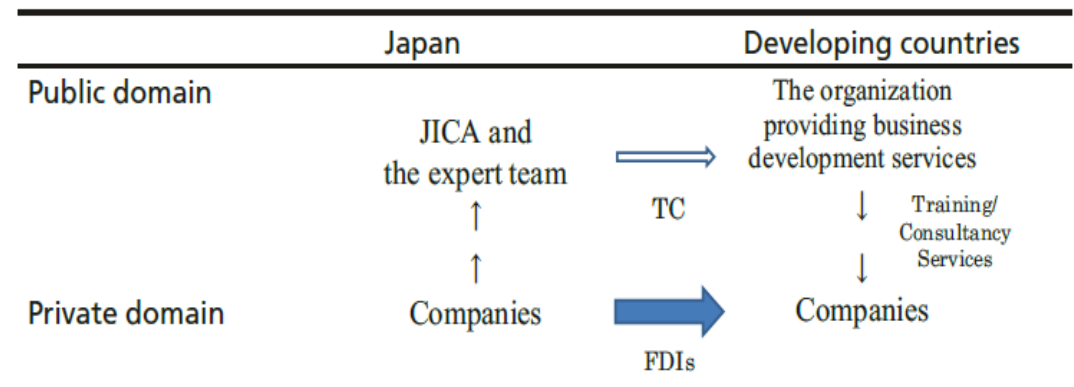 Japan
Developing countries
Public domain
The organization
providing business
development services
JICA and
the expert team
TC
↓ Training/
Consultancy
Services
↑
↑
↓
Private domain
Companies
Companies
FDIs